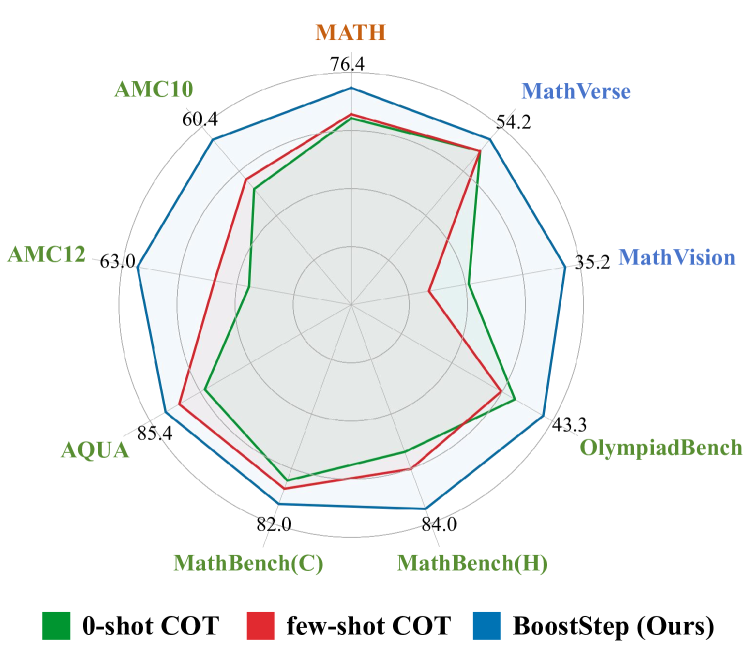 MATH
76.4
AMC10
MathVerse
60.4
54.2
AMC12
63.0
35.2
MathVision
AQUA
85.4
43.3
OlympiadBench
82.0
84.0
MathBench(C)
MathBench(H)
0-shot COT
few-shot COT
BoostStep (Ours)